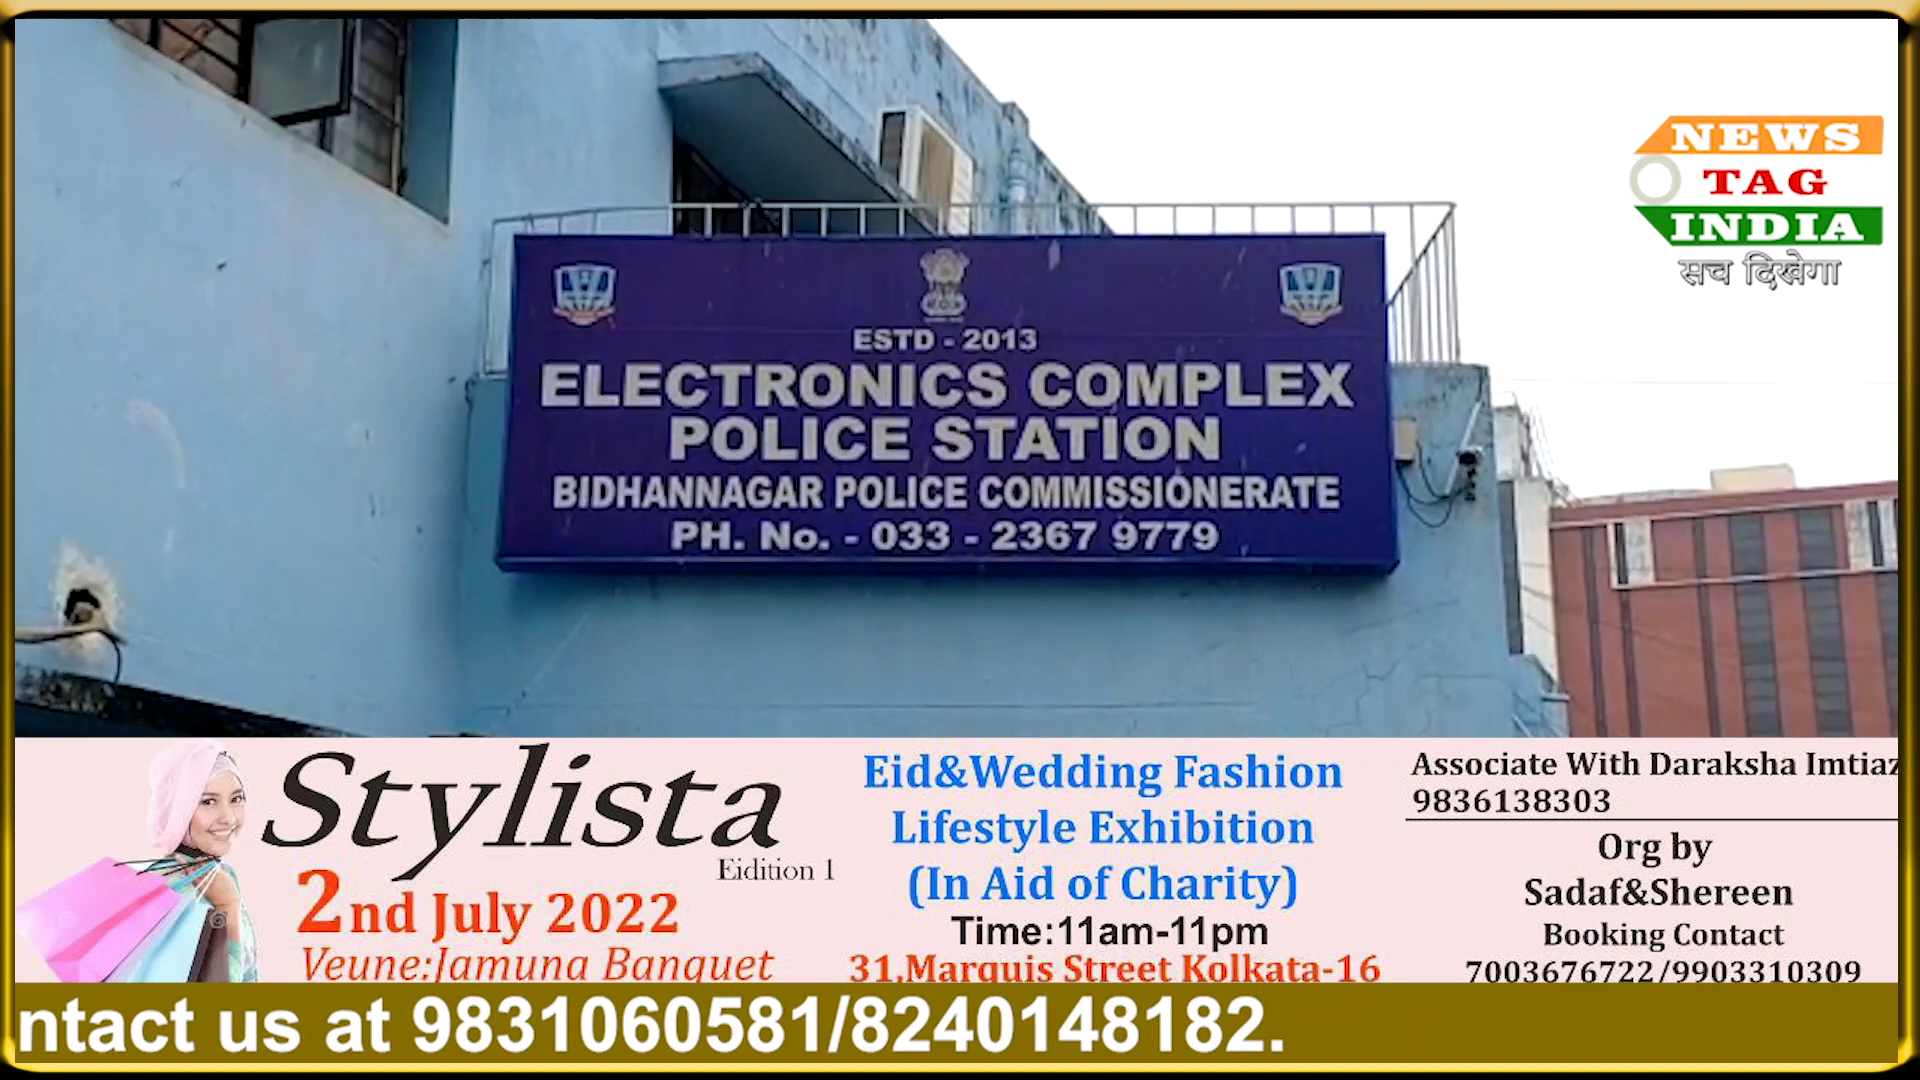 NEWS
TAG
INDIA
सच दिखेगा
ESTD - 2013
ELECTRONICS COMPLEX
POLICE STATION
BIDHANNAGAR POLICE COMMISSIONERATE
PH. No. - 033 - 2367 9779
Stylista
Eidition 1
2nd July 2022
Veune:Jamuna Banquet
Eid&Wedding Fashion
Lifestyle Exhibition
(In Aid of Charity)
Time:11am-11pm
31,Marquis Street Kolkata-16
Associate With Daraksha Imtiaz
9836138303
Org by
Sadaf&Shereen
Booking Contact
7003676722/9903310309
ntact us at 9831060581/8240148182.